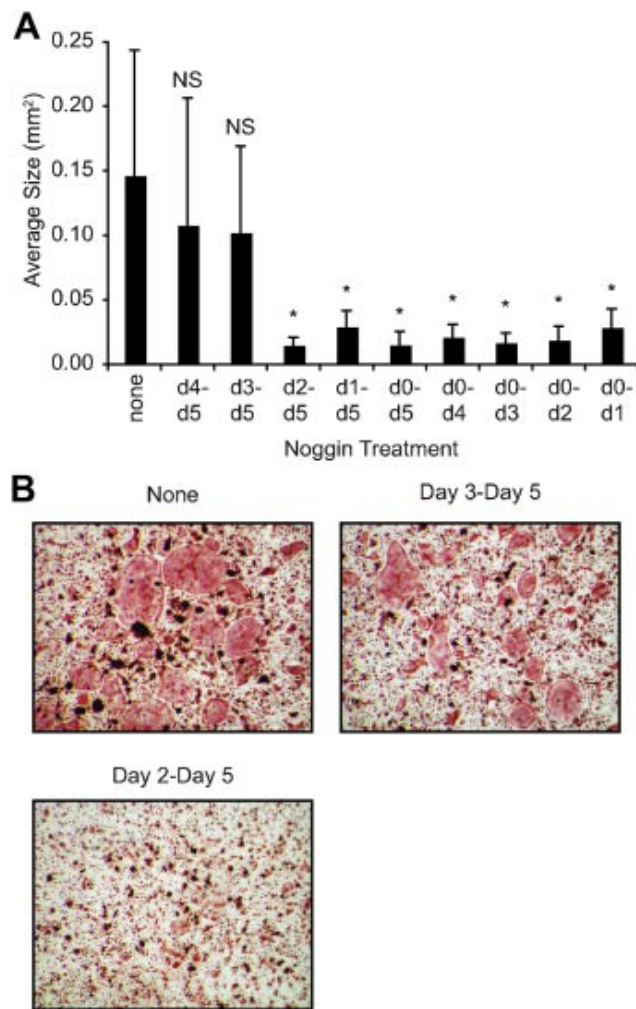 A
0.25
0.20
0.15
0.10
0.05
0.00
Average Size (mm²)
NS
NS
* * * * * * *
none d4- d3- d2- d1- d0- d0- d0- d0- d0-
d5 d5 d5 d5 d5 d4 d3 d2 d1
Noggin Treatment
B
None Day 3-Day 5
Day 2-Day 5